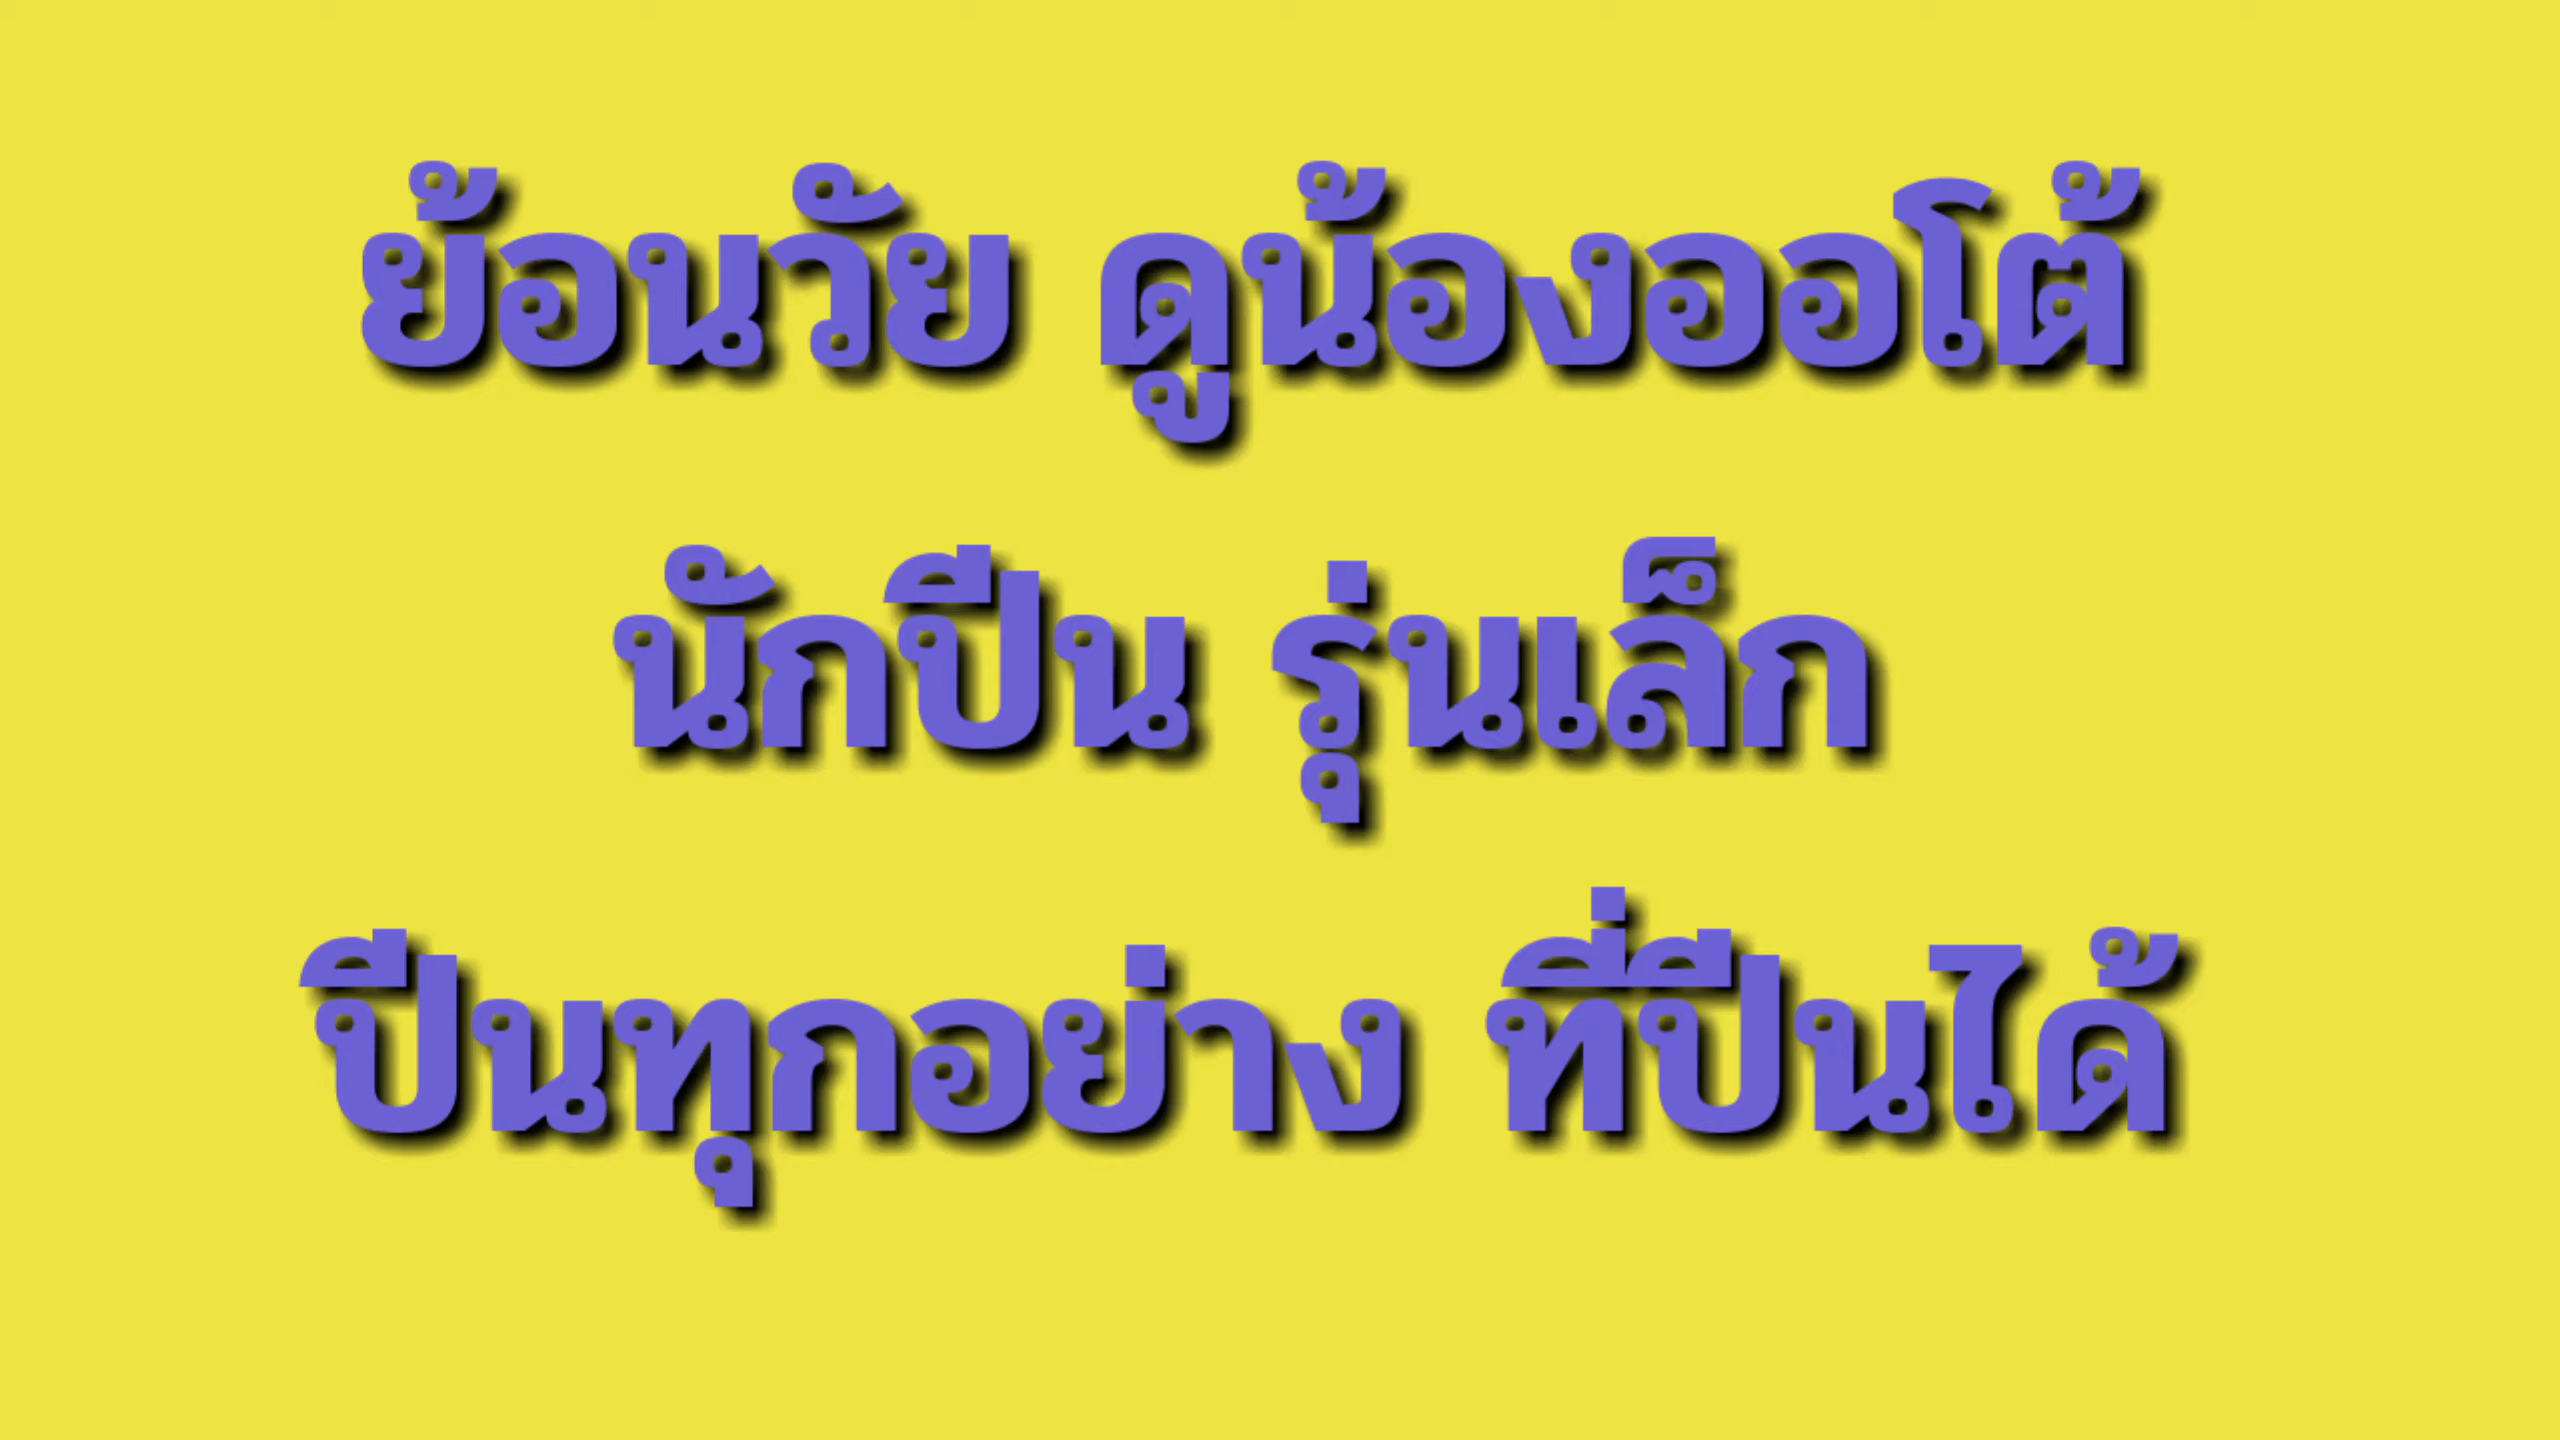 ย้อนวัย ดูน้องออโต้
นักปีน รุ่นเล็ก
ปีนทุกอย่าง ที่ปีนได้